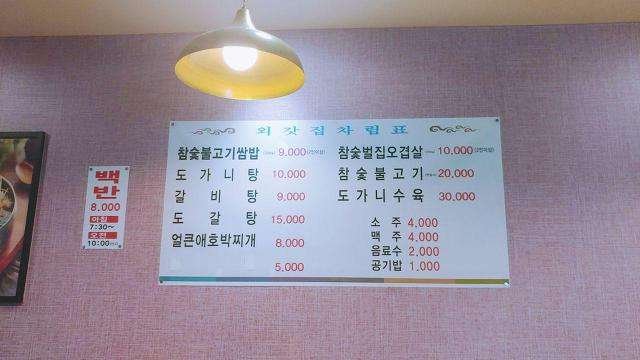 외갓집차림표
참숯불고기쌈밥 9,000
도가니탕 10,000
갈비탕 9,000
도갈탕 15,000
얼큰애호박찌개 8,000
5,000
참숯벌집오겹살 10,000
참숯불고기 20,000
도가니수육 30,000
소주 4,000
맥주 4,000
음료수 2,000
공기밥 1,000
백반
8,000
아침
7:30~
오전
10:00